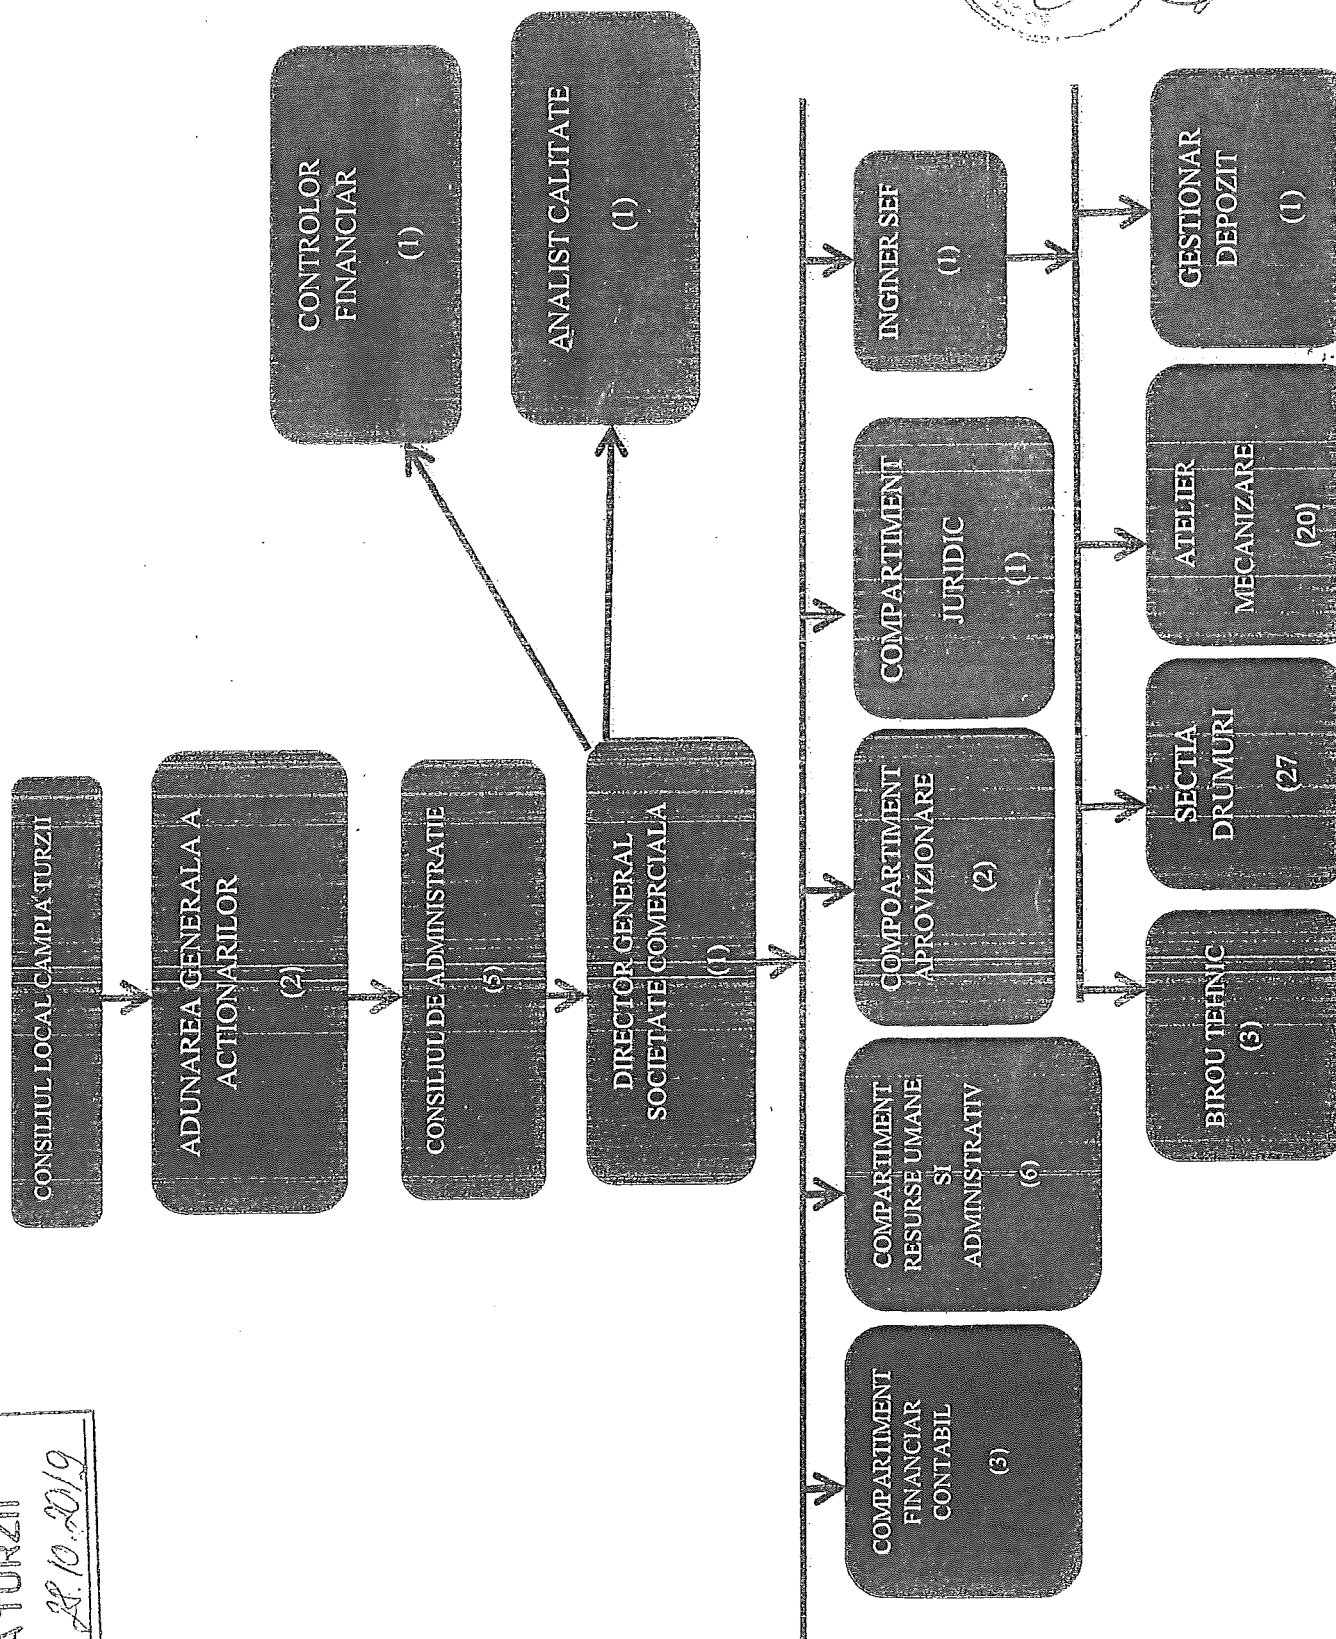 A TURZII
28.10.2019
CONSILIUL LOCAL CAMPIA TURZII
ADUNAREA GENERALA A
ACTIONARILOR
(2)
CONSILIUL DE ADMINISTRATIE
(5)
DIRECTOR GENERAL
SOCIETATE COMERCIALA
(1)
CONTROLOR
FINANCIAR
(1)
ANALIST CALITATE
(1)
COMPARTIMENT
FINANCIAR
CONTABIL
(3)
COMPARTIMENT
RESURSE UMANE
SI
ADMINISTRATIV
(6)
COMPOARTIMENT
APROVIZIONARE
(2)
COMPARTIMENT
JURIDIC
(1)
INGINER SEF
(1)
BIROU TEHNIC
(3)
SECTIA
DRUMURI
(27
ATELIER
MECANIZARE
(20)
GESTIONAR
DEPOZIT
(1)